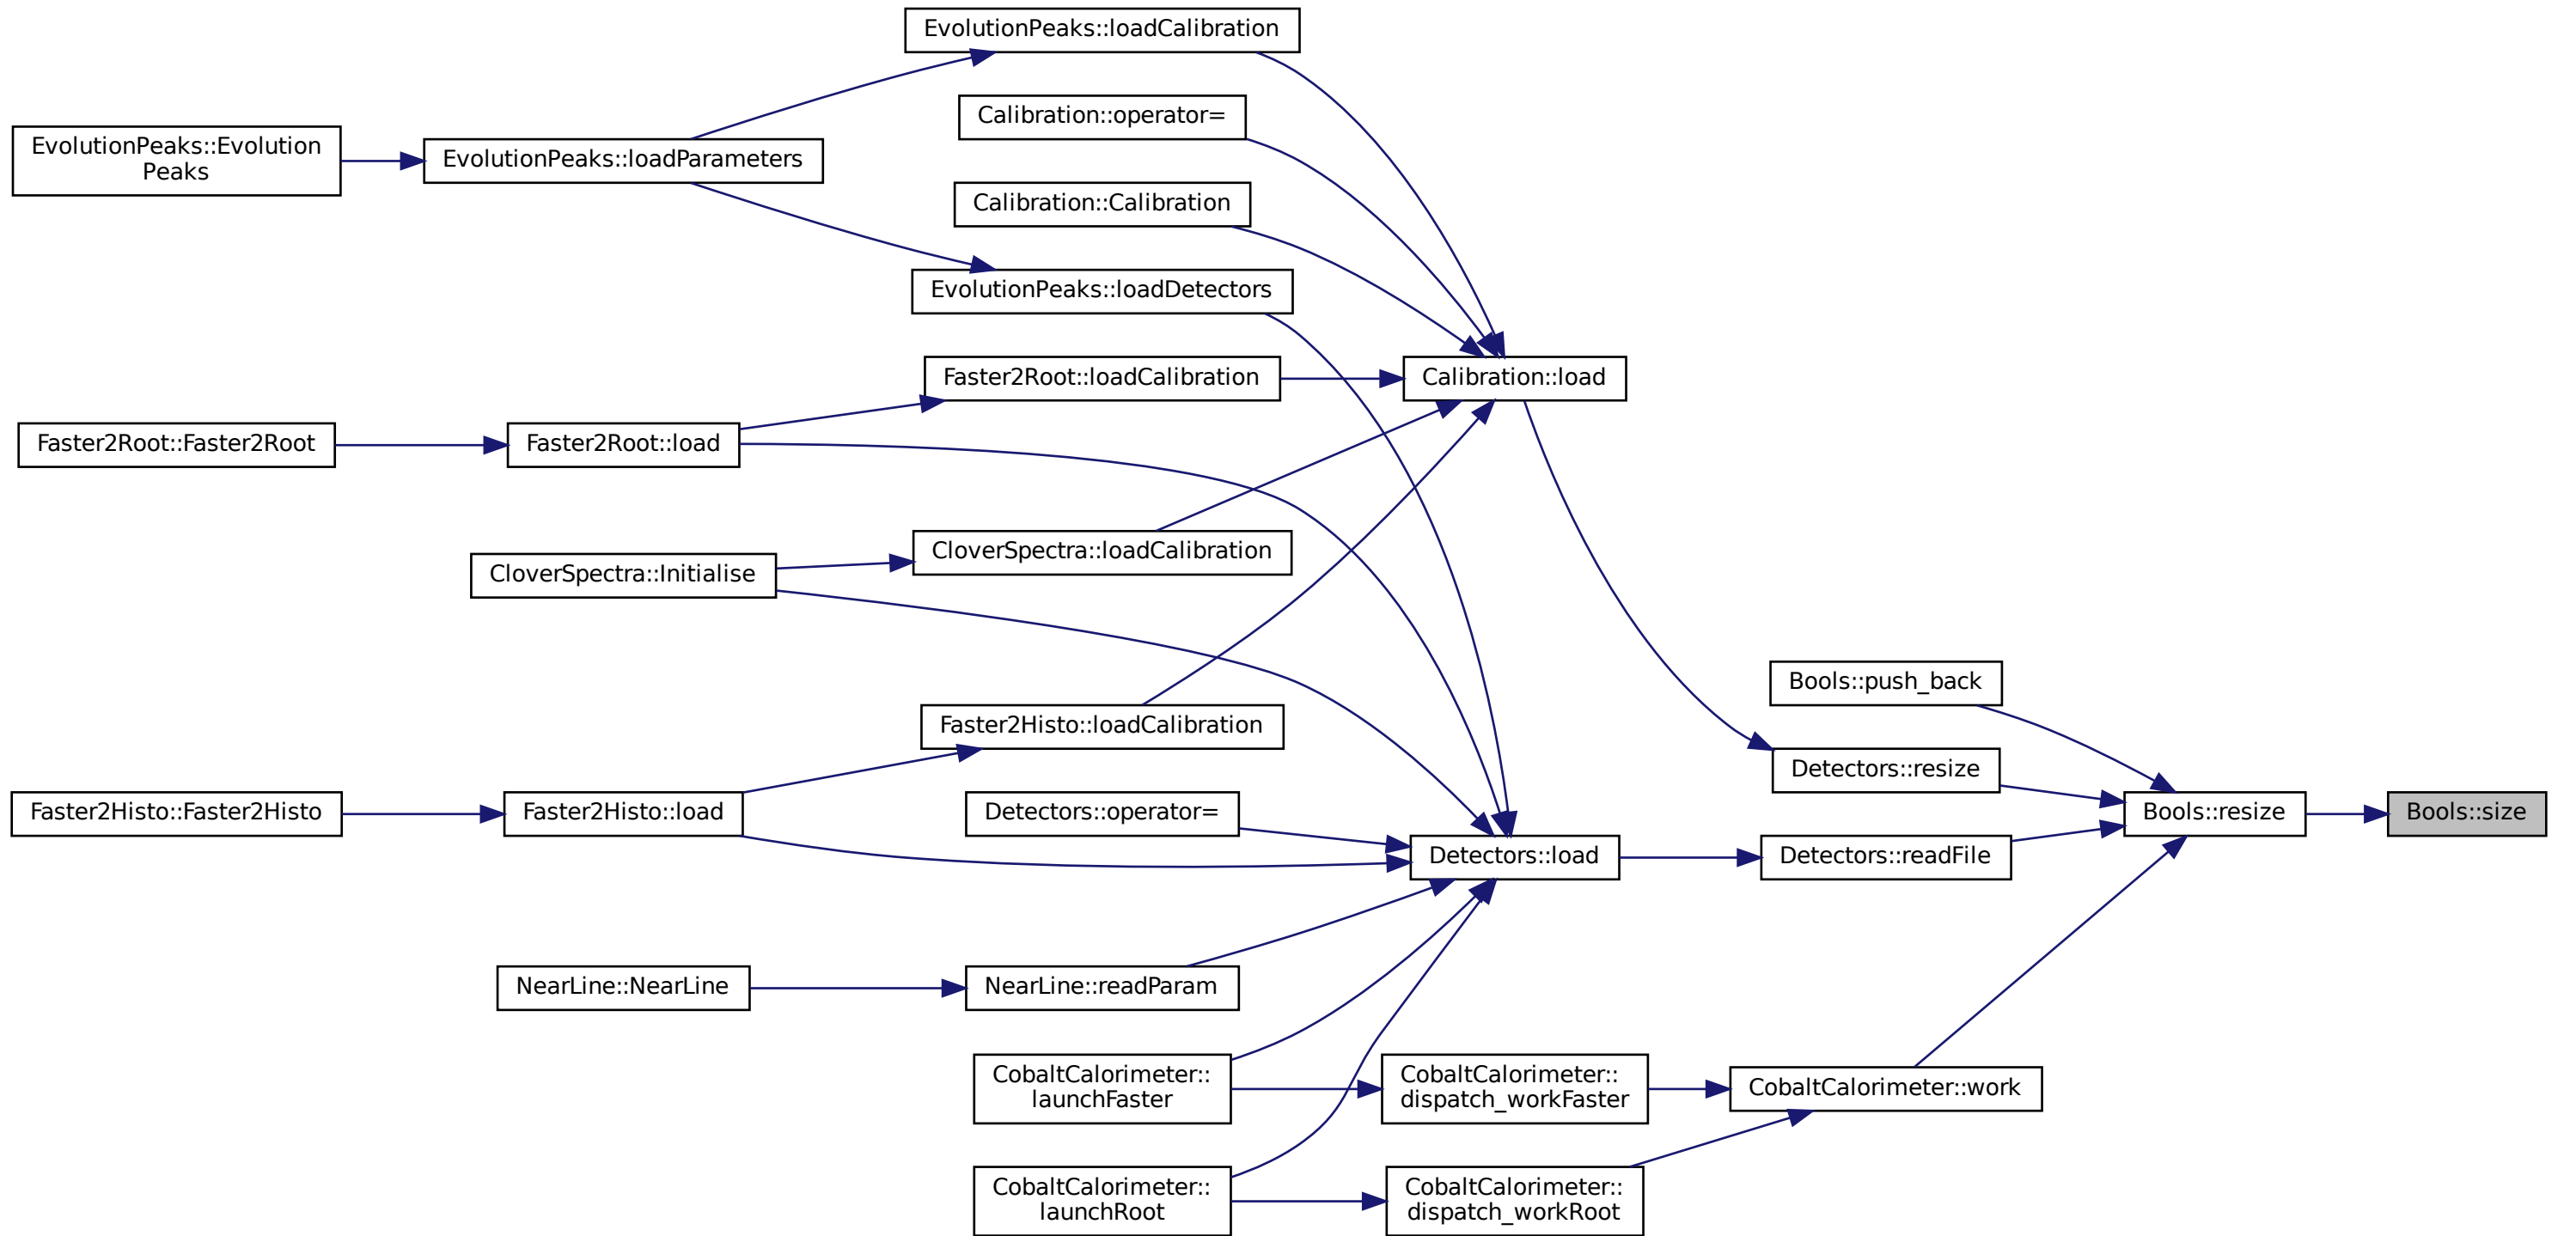 EvolutionPeaks::loadCalibration
Calibration::operator=
EvolutionPeaks::Evolution
Peaks
EvolutionPeaks::loadParameters
Calibration::Calibration
EvolutionPeaks::loadDetectors
Faster2Root::loadCalibration
Calibration::load
Faster2Root::Faster2Root
Faster2Root::load
CloverSpectra::loadCalibration
CloverSpectra::Initialise
Bools::push_back
Faster2Histo::loadCalibration
Detectors::resize
Faster2Histo::Faster2Histo
Faster2Histo::load
Detectors::operator=
Bools::resize
Bools::size
Detectors::load
Detectors::readFile
NearLine::NearLine
NearLine::readParam
CobaltCalorimeter::
launchFaster
CobaltCalorimeter::
dispatch_workFaster
CobaltCalorimeter::work
CobaltCalorimeter::
launchRoot
CobaltCalorimeter::
dispatch_workRoot